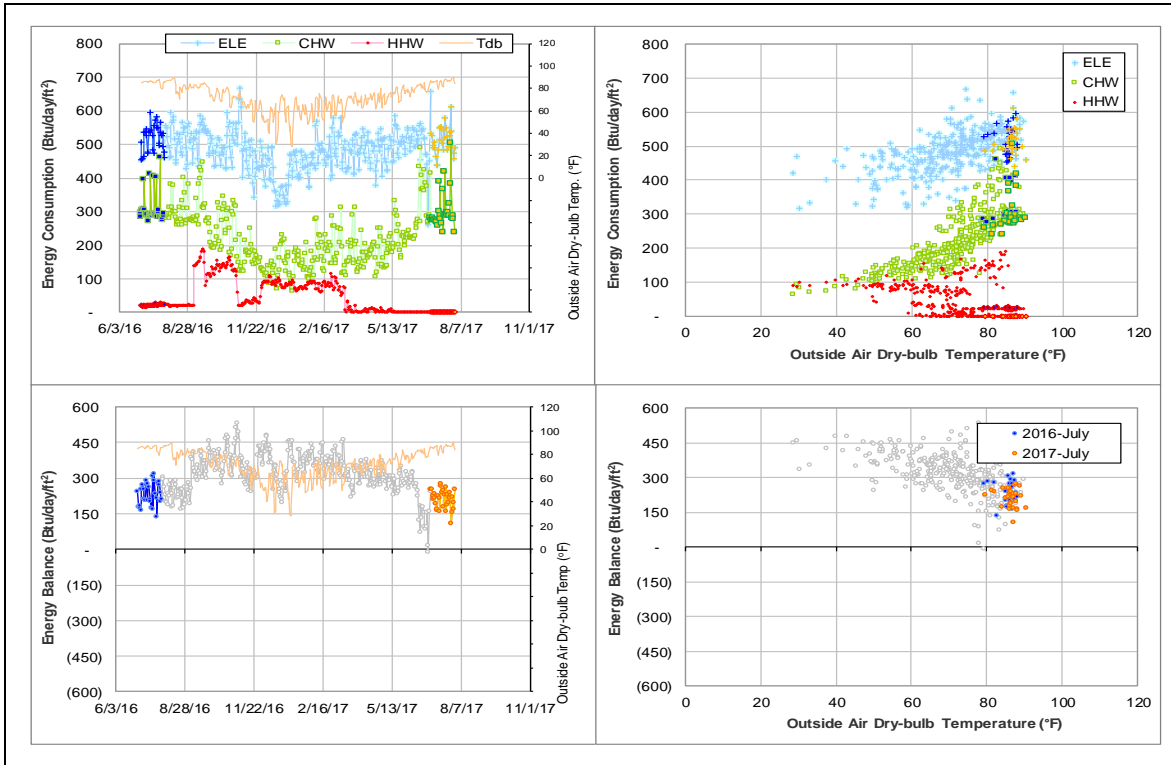 ELE CHW HHW Tdb
Energy Consumption (Btu/day/ft²)
800
700
600
500
400
300
200
100
-
120
100
80
60
40
20
0
Outside Air Dry-bulb Temp. (°F)
6/3/16 8/28/16 11/22/16 2/16/17 5/13/17 8/7/17 11/1/17
Energy Consumption (Btu/day/ft²)
800
700
600
500
400
300
200
100
-
ELE
CHW
HHW
0 20 40 60 80 100 120
Outside Air Dry-bulb Temperature (°F)
Energy Balance (Btu/day/ft²)
600
450
300
150
-
(150)
(300)
(450)
(600)
120
100
80
60
40
20
0
Outside Air Dry-bulb Temp (°F)
6/3/16 8/28/16 11/22/16 2/16/17 5/13/17 8/7/17 11/1/17
Energy Balance (Btu/day/ft²)
600
450
300
150
-
(150)
(300)
(450)
(600)
2016-July
2017-July
0 20 40 60 80 100 120
Outside Air Dry-bulb Temperature (°F)